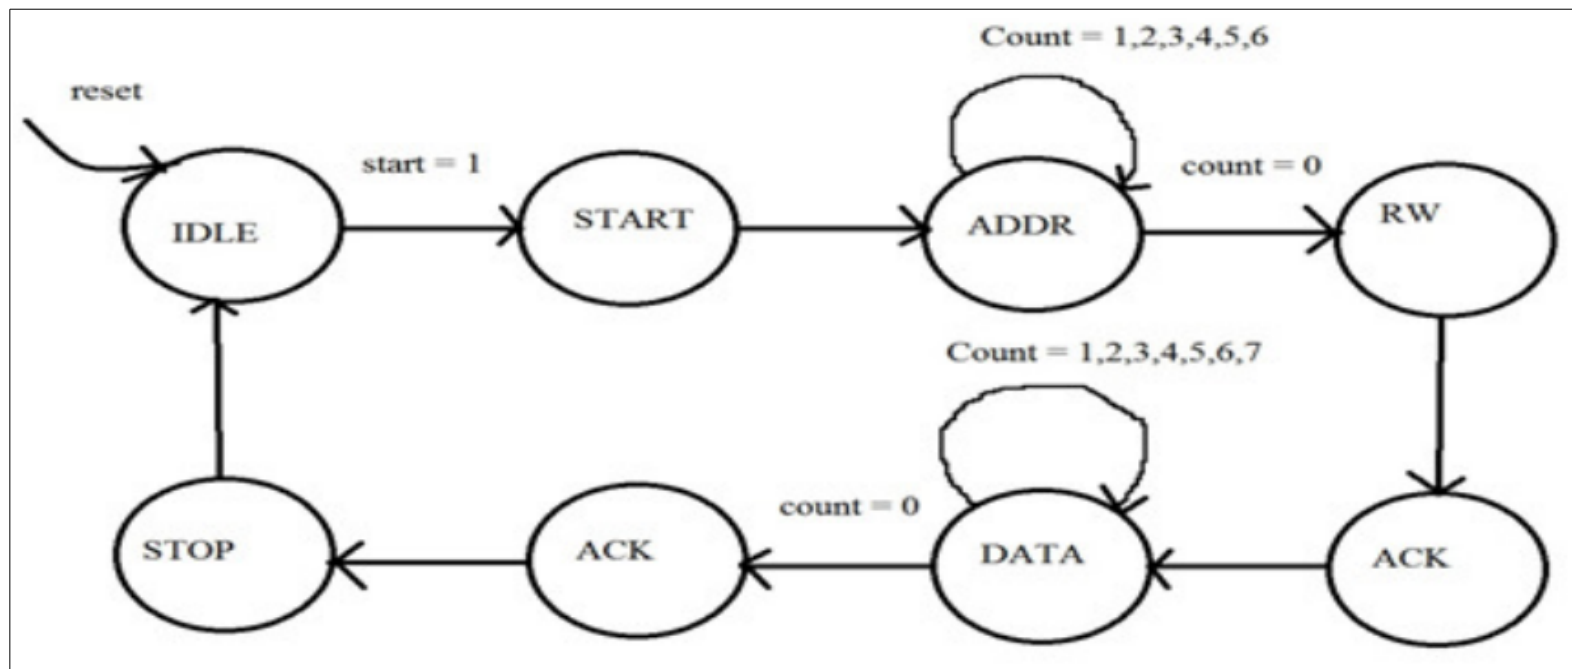 Count = 1,2,3,4,5,6
reset
start = 1
count = 0
IDLE
START
ADDR
RW
Count = 1,2,3,4,5,6,7
count = 0
STOP
ACK
DATA
ACK